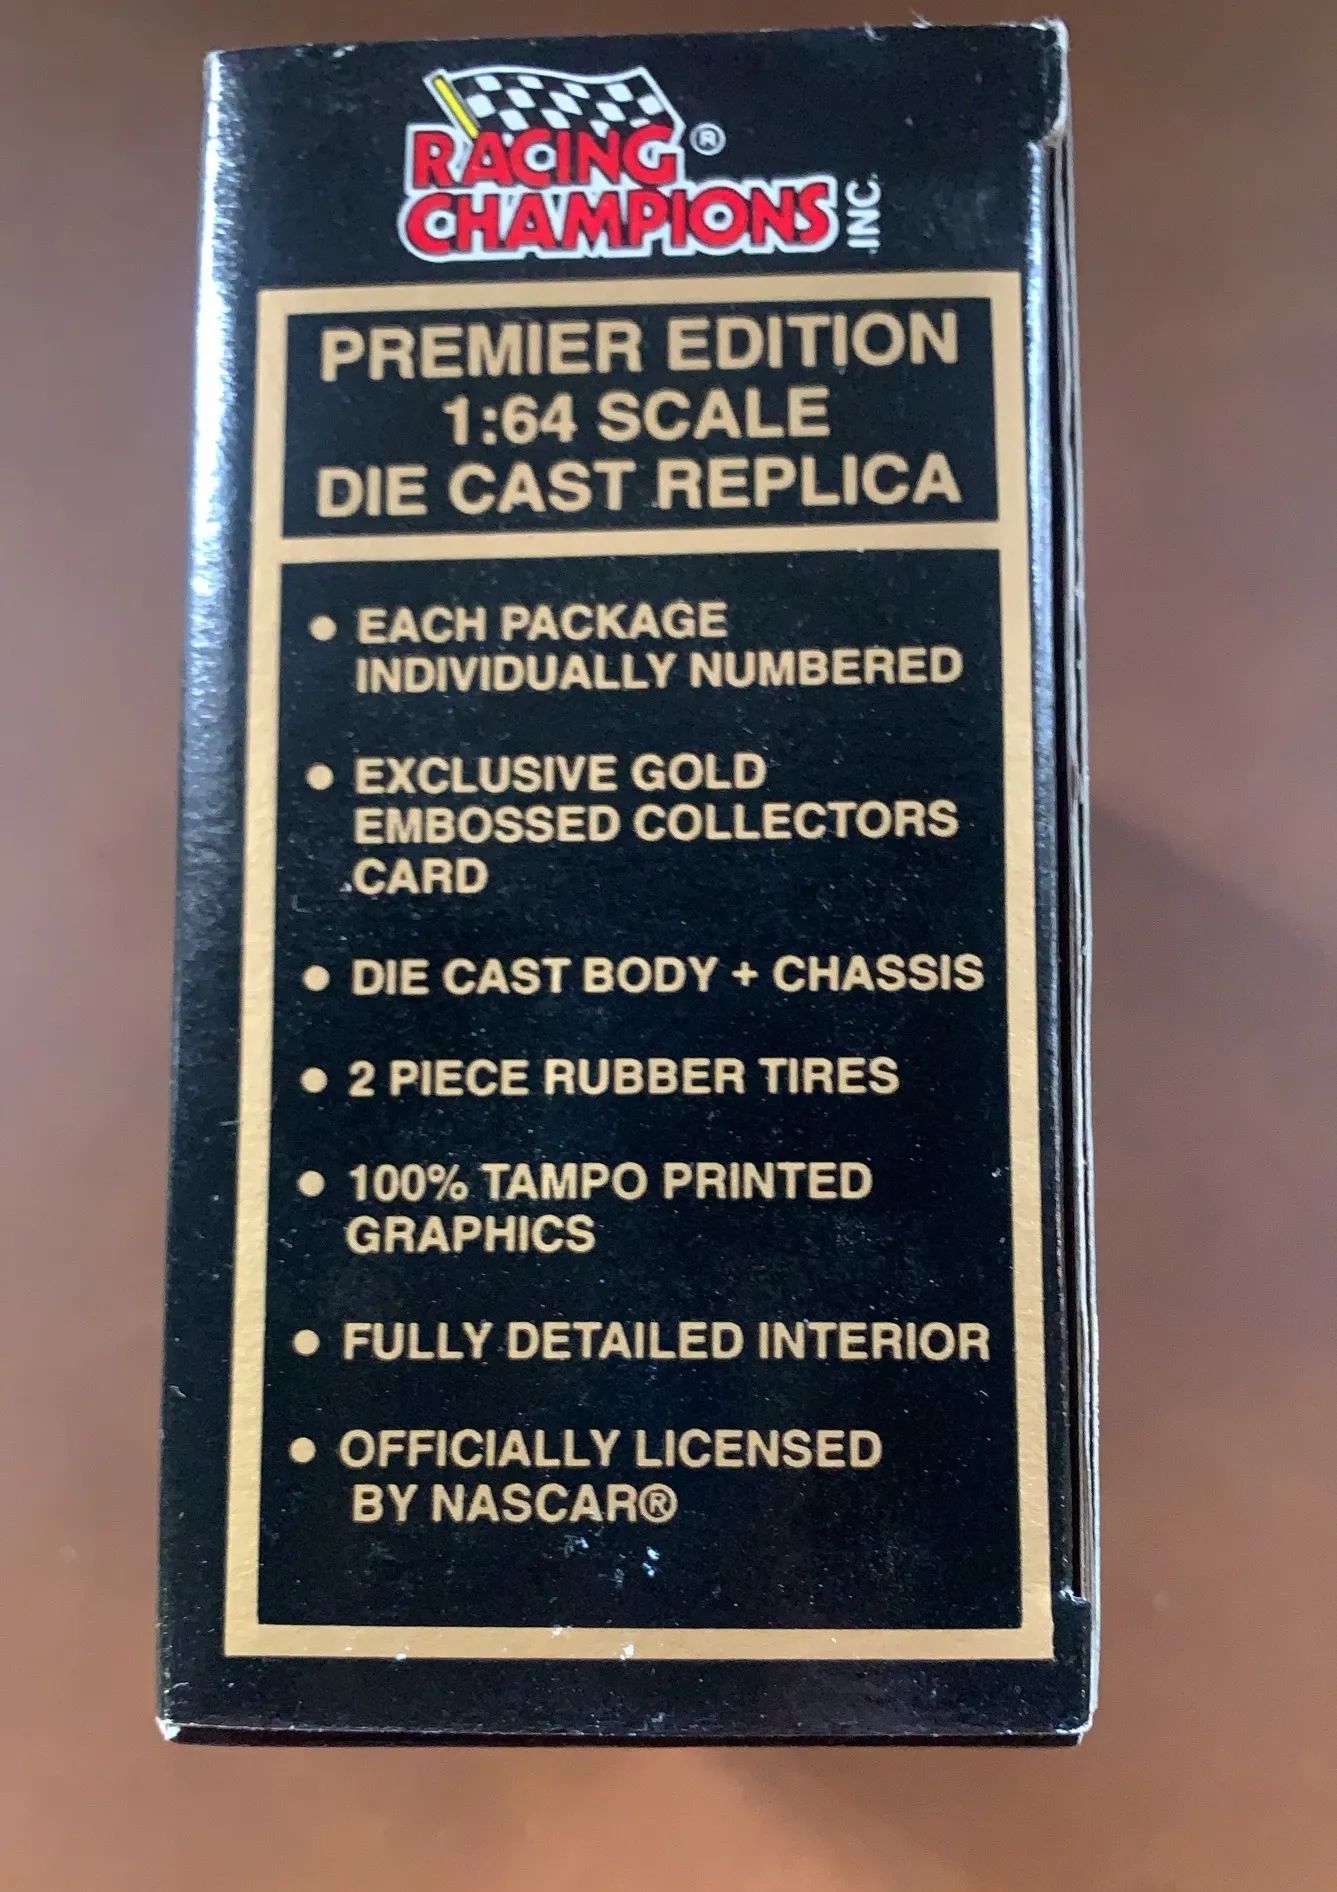 RACING ®
CHAMPIONS INC.
PREMIER EDITION
1:64 SCALE
DIE CAST REPLICA
• EACH PACKAGE
INDIVIDUALLY NUMBERED
• EXCLUSIVE GOLD
EMBOSSED COLLECTORS
CARD
• DIE CAST BODY + CHASSIS
• 2 PIECE RUBBER TIRES
• 100% TAMPO PRINTED
GRAPHICS
• FULLY DETAILED INTERIOR
• OFFICIALLY LICENSED
BY NASCAR®